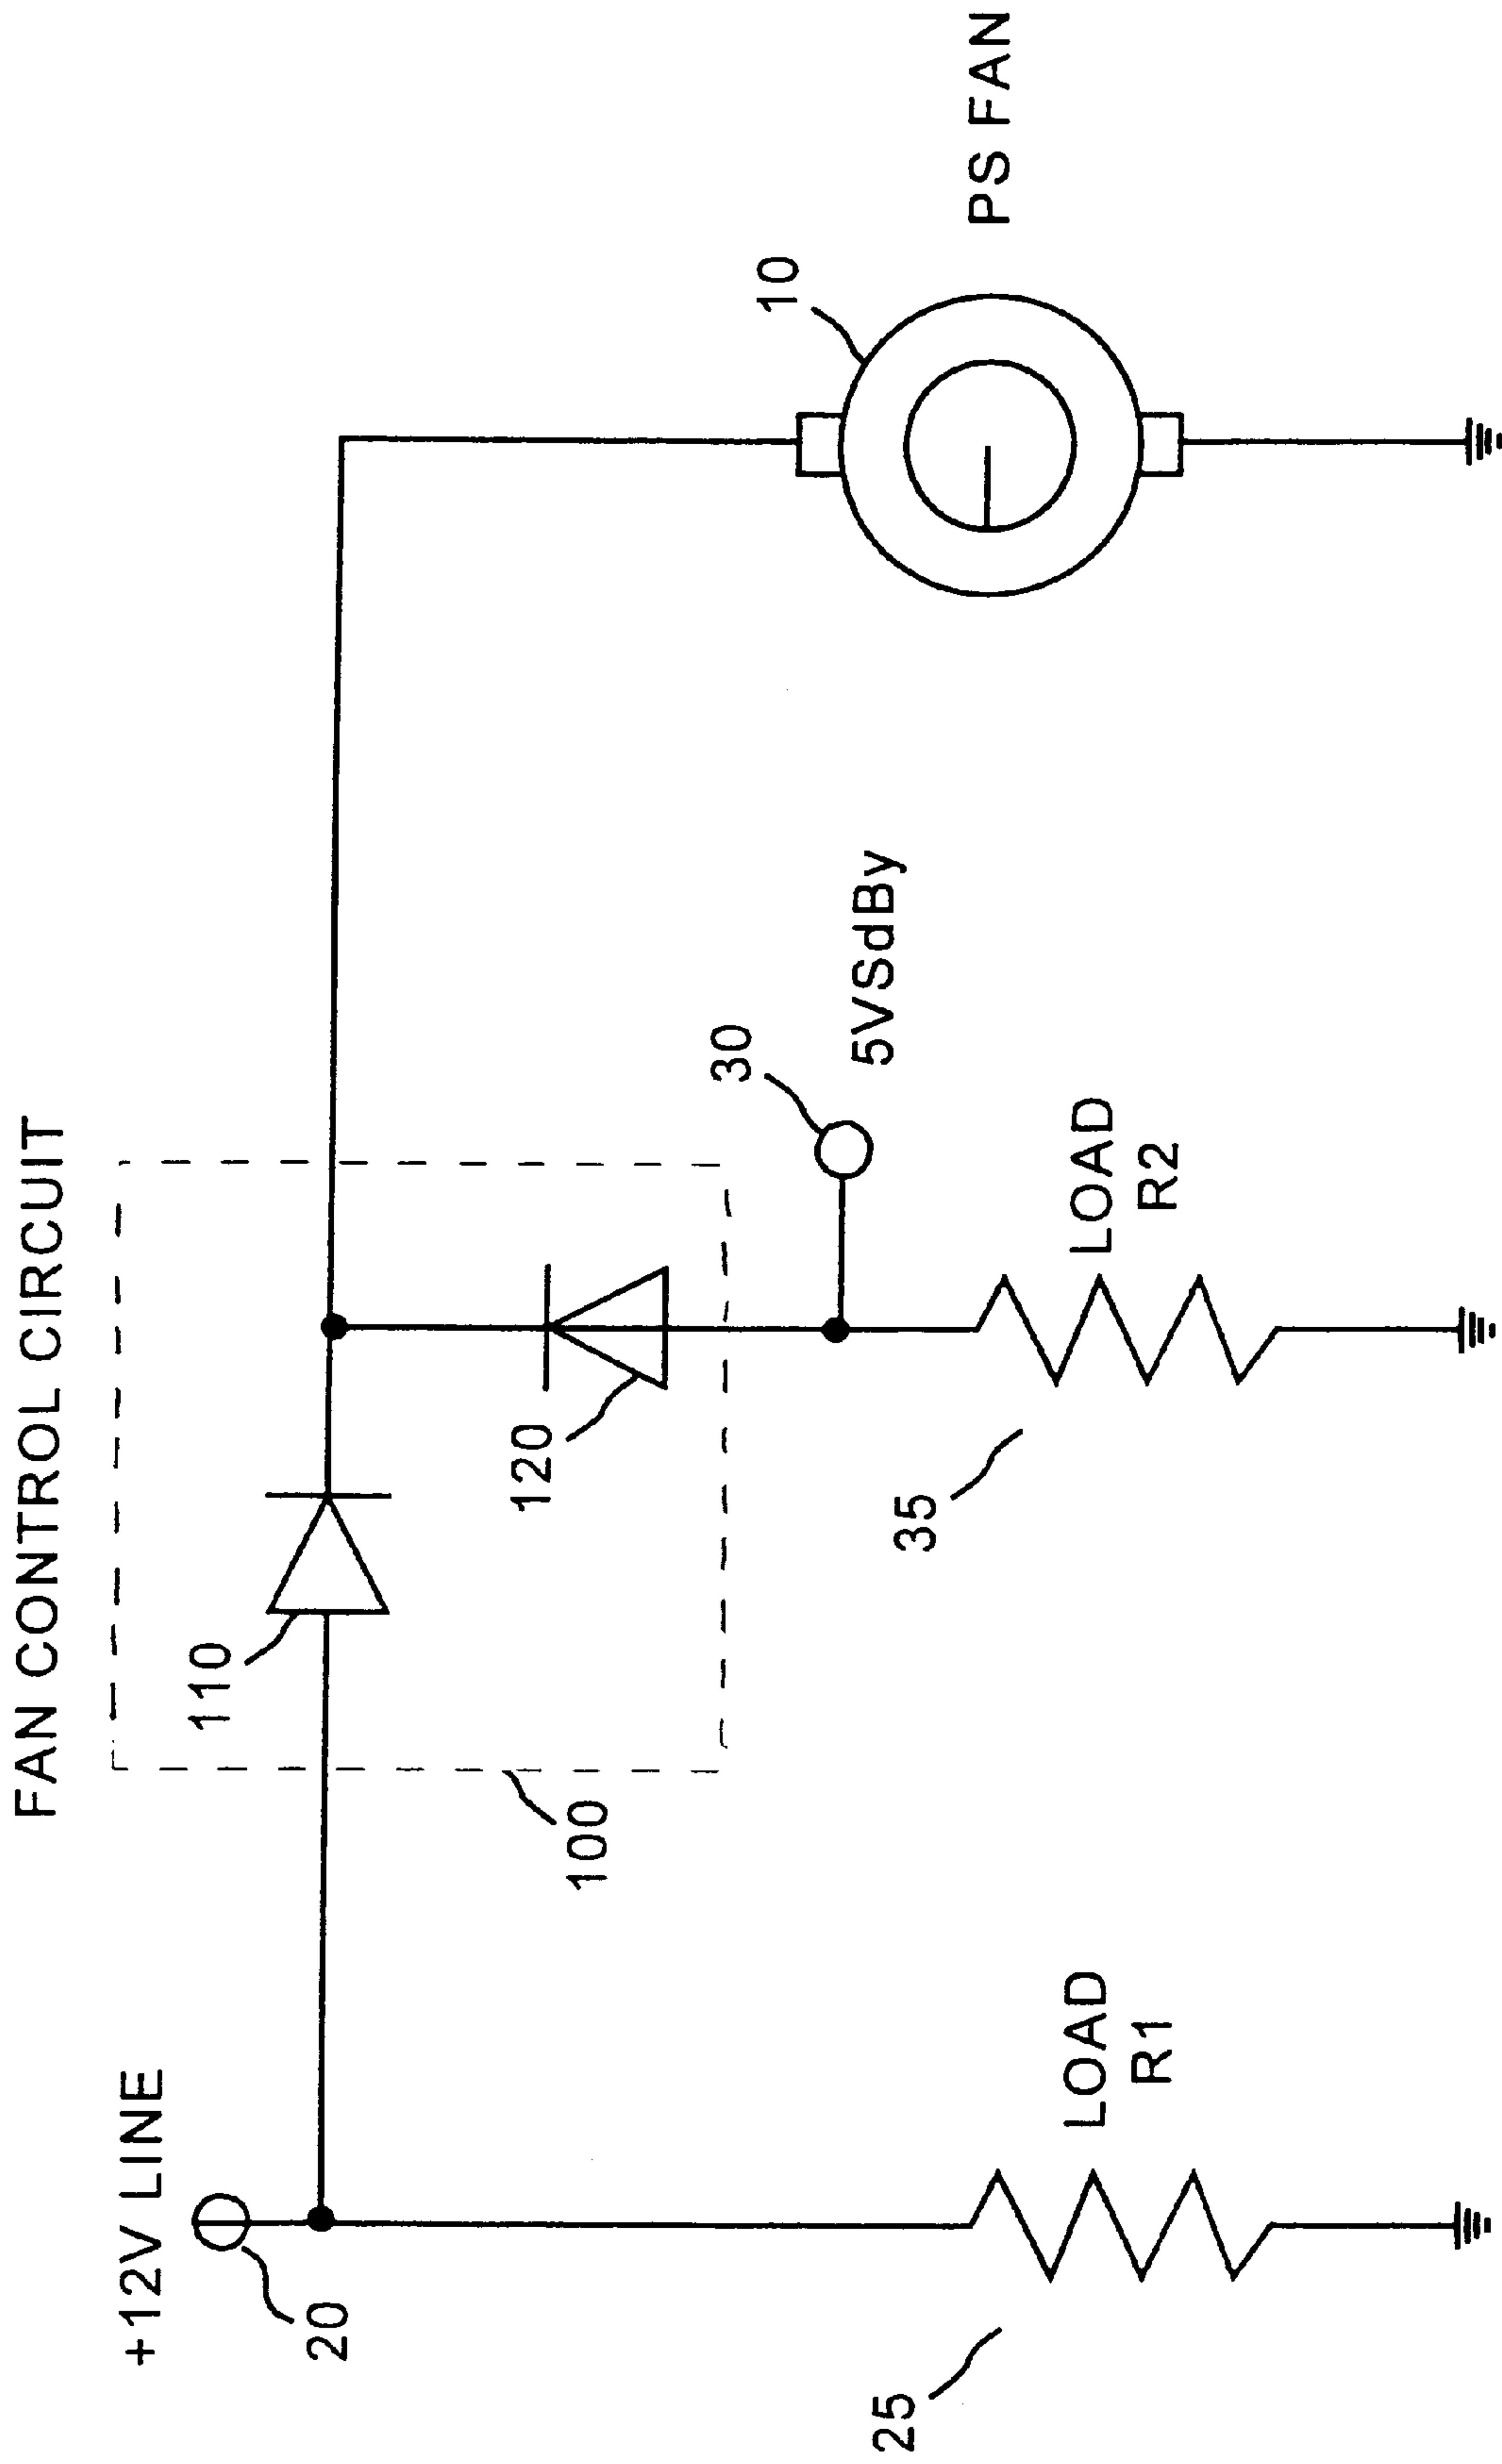 FAN CONTROL CIRCUIT
+12V LINE
20
110
100
120
30
5VSdBy
10
PS FAN
25
LOAD
R1
35
LOAD
R2